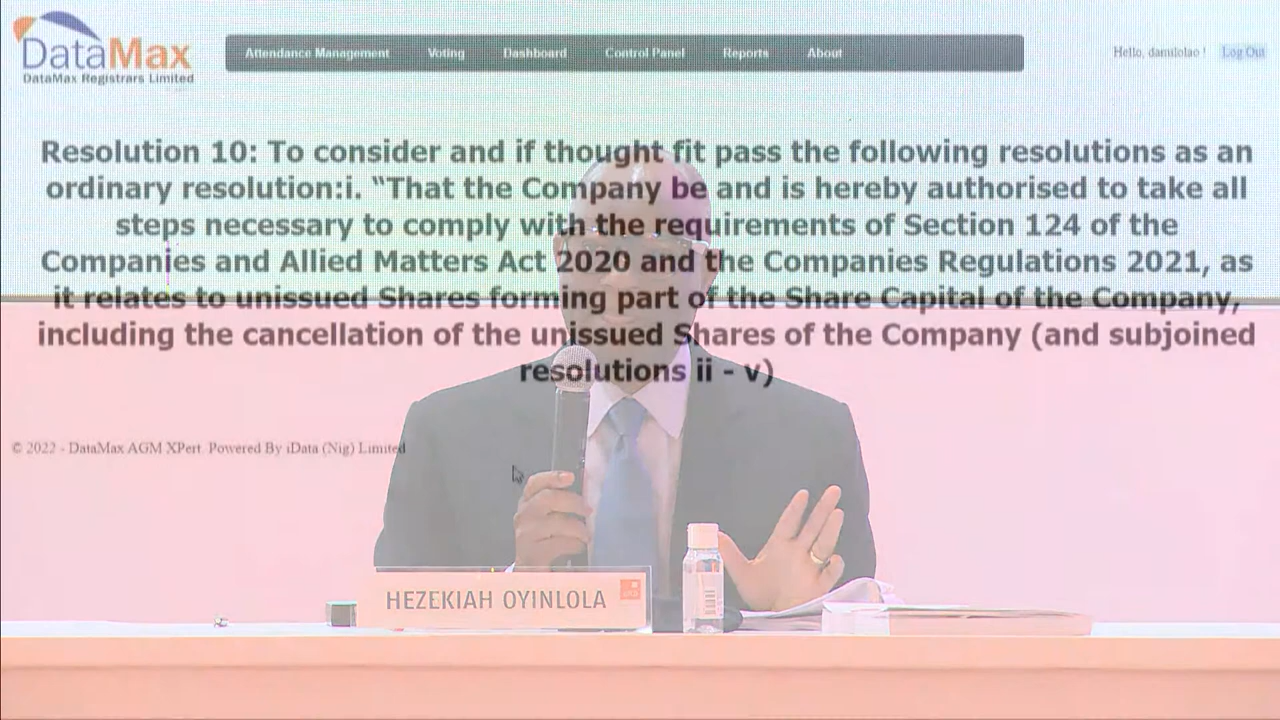 DataMax
DataMax Registrars Limited
Attendance Management Voting Dashboard Control Panel Reports About
Hello, damilolao ! Log Out
Resolution 10: To consider and if thought fit pass the following resolutions as an
ordinary resolution:i. “That the Company be and is hereby authorised to take all
steps necessary to comply with the requirements of Section 124 of the
Companies and Allied Matters Act 2020 and the Companies Regulations 2021, as
it relates to unissued Shares forming part of the Share Capital of the Company,
including the cancellation of the unissued Shares of the Company (and subjoined
resolutions ii - v)
© 2022 - DataMax AGM XPert. Powered By iData (Nig) Limited
HEZEKIAH OYINLOLA